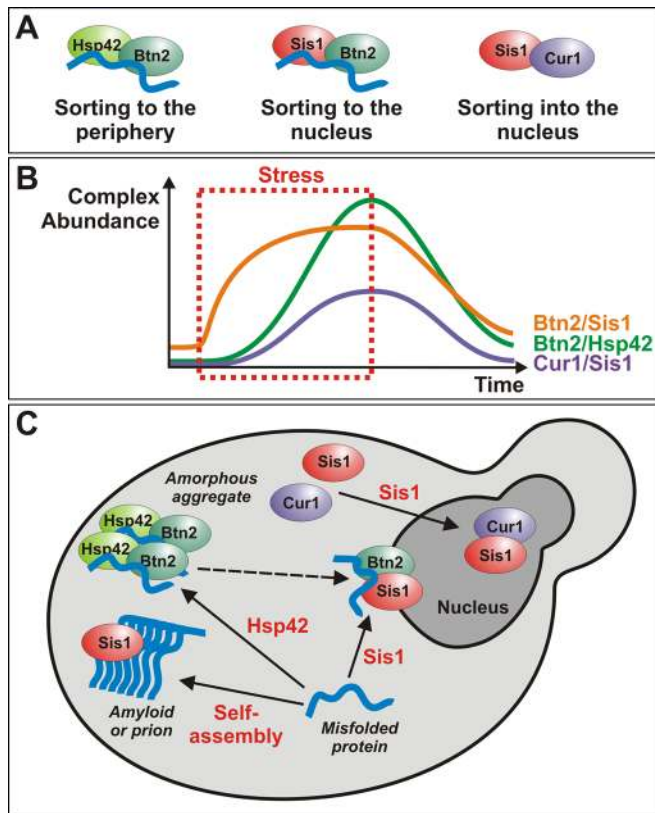 A
Hsp42 Btn2
Sis1 Btn2
Sis1 Cur1
Sorting to the
periphery
Sorting to the
nucleus
Sorting into the
nucleus
B
Stress
Complex
Abundance
Btn2/Sis1
Btn2/Hsp42
Cur1/Sis1
Time
C
Amorphous
aggregate
Sis1
Cur1
Sis1
Hsp42
Btn2
Hsp42
Btn2
Cur1
Sis1
Btn2
Sis1
Nucleus
Hsp42
Sis1
Sis1
Amyloid
or prion
Self-
assembly
Misfolded
protein